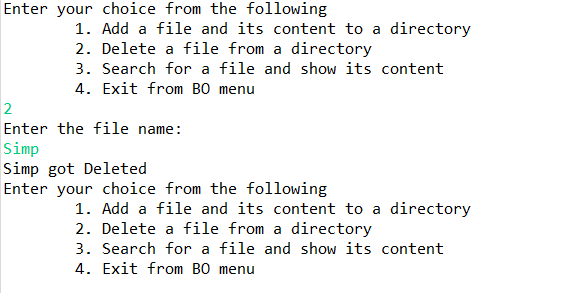 Enter your choice from the following
1. Add a file and its content to a directory
2. Delete a file from a directory
3. Search for a file and show its content
4. Exit from BO menu
2
Enter the file name:
Simp
Simp got Deleted
Enter your choice from the following
1. Add a file and its content to a directory
2. Delete a file from a directory
3. Search for a file and show its content
4. Exit from BO menu